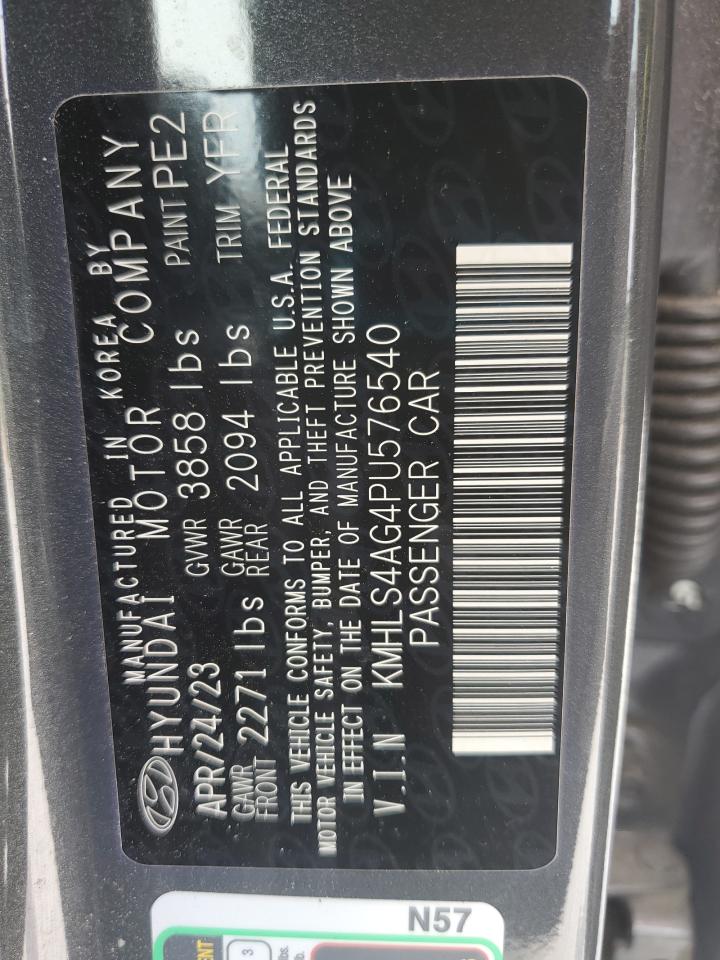 MANUFACTURED IN KOREA BY
HYUNDAI MOTOR COMPANY
APR/24/23 GVWR 3858 lbs PAINT PE2
GAWR FRONT 2271 lbs GAWR REAR 2094 lbs TRIM YFR
THIS VEHICLE CONFORMS TO ALL APPLICABLE U.S.A. FEDERAL
MOTOR VEHICLE SAFETY, BUMPER, AND THEFT PREVENTION STANDARDS
IN EFFECT ON THE DATE OF MANUFACTURE SHOWN ABOVE
V.I.N KMHLS4AG4PU576540
PASSENGER CAR
N57
3